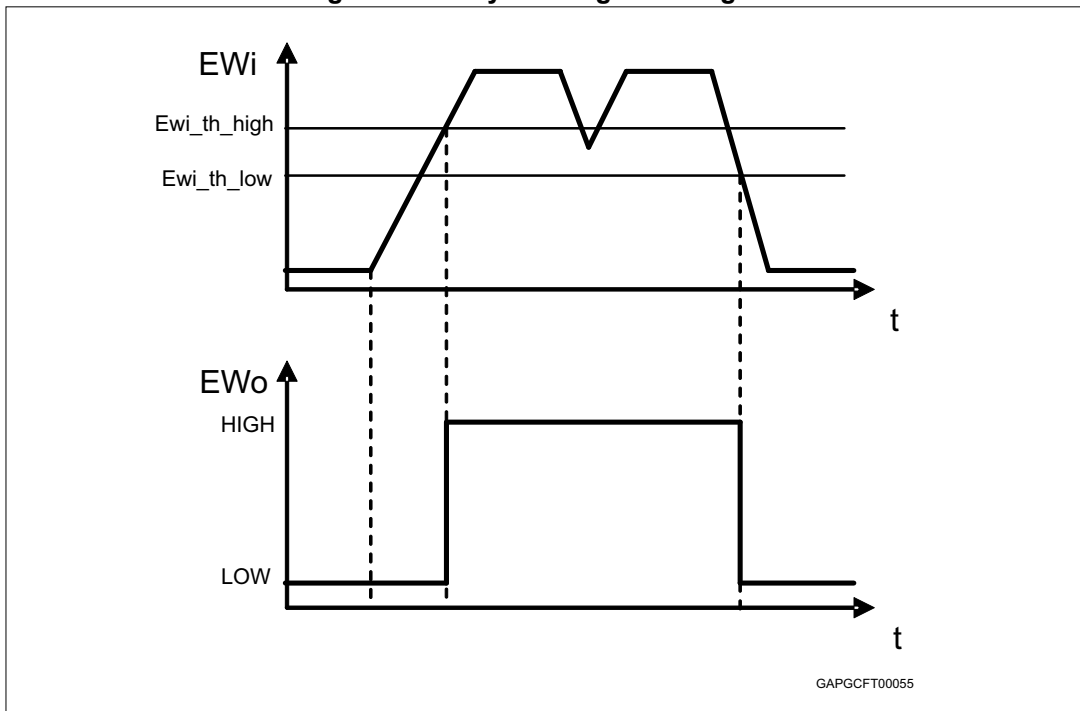 EWi
Ewi_th_high
Ewi_th_low
t
EWo
HIGH
LOW
t
GAPGCFT00055